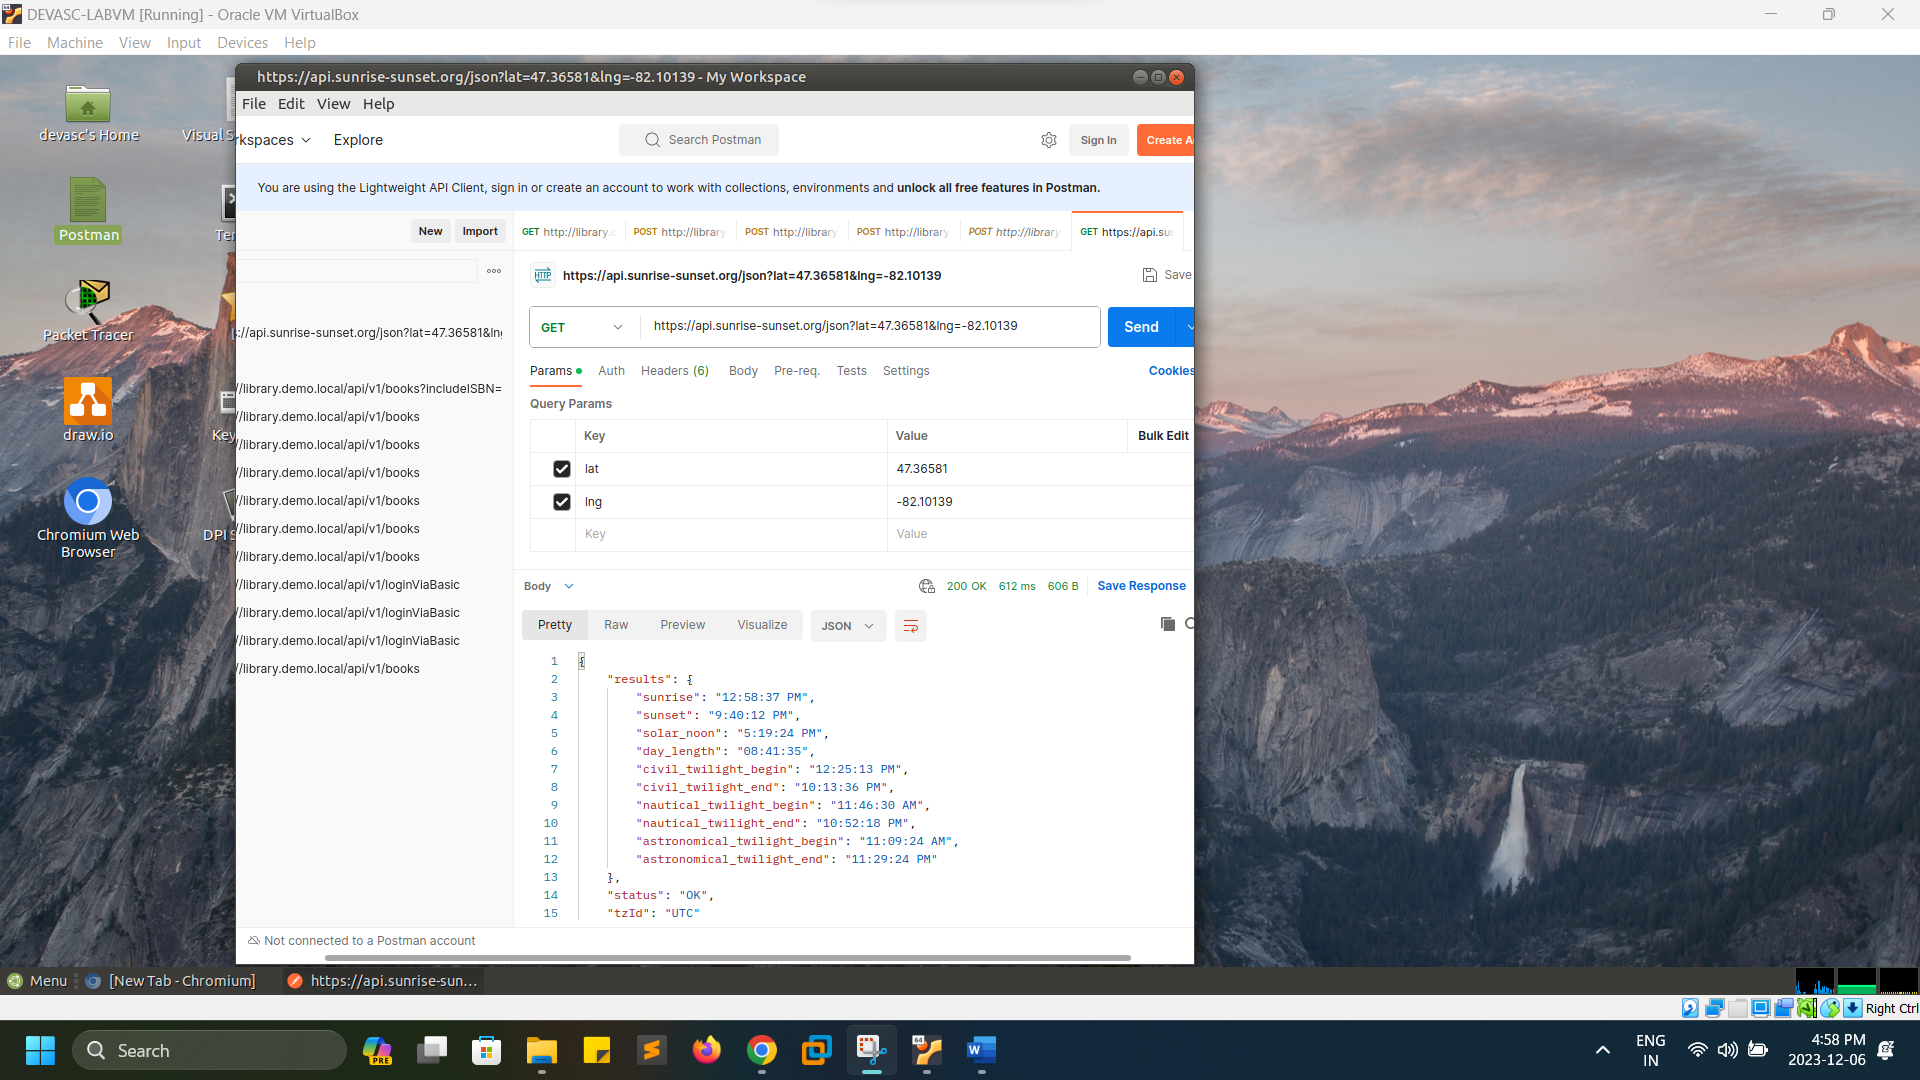 DEVASC-LABVM [Running] - Oracle VM VirtualBox
File Machine View Input Devices Help
https://api.sunrise-sunset.org/json?lat=47.36581&lng=-82.10139 - My Workspace
File Edit View Help
devasc's Home
Visual S
Postman
Ter
Packet Tracer
draw.io
Key
Chromium Web
Browser
DPI S
rkspaces
Explore
Search Postman
Sign In
Create A
You are using the Lightweight API Client, sign in or create an account to work with collections, environments and unlock all free features in Postman.
New Import
GET http://library.c POST http://library POST http://library. POST http://library POST http://library GET https://api.sun
https://api.sunrise-sunset.org/json?lat=47.36581&lng=-82.10139
Save
GET
https://api.sunrise-sunset.org/json?lat=47.36581&lng=-82.10139
Send
://api.sunrise-sunset.org/json?lat=47.36581&ln
//library.demo.local/api/v1/books?includeISBN=
//library.demo.local/api/v1/books
//library.demo.local/api/v1/books
//library.demo.local/api/v1/books
//library.demo.local/api/v1/books
//library.demo.local/api/v1/books
//library.demo.local/api/v1/books
//library.demo.local/api/v1/loginViaBasic
//library.demo.local/api/v1/loginViaBasic
//library.demo.local/api/v1/loginViaBasic
//library.demo.local/api/v1/books
Params Auth Headers (6) Body Pre-req. Tests Settings Cookies
Query Params
Key Value Bulk Edit
lat 47.36581
lng -82.10139
Key Value
Body 200 OK 612 ms 606 B Save Response
Pretty Raw Preview Visualize JSON
1 {
2 "results": {
3 "sunrise": "12:58:37 PM",
4 "sunset": "9:40:12 PM",
5 "solar_noon": "5:19:24 PM",
6 "day_length": "08:41:35",
7 "civil_twilight_begin": "12:25:13 PM",
8 "civil_twilight_end": "10:13:36 PM",
9 "nautical_twilight_begin": "11:46:30 AM",
10 "nautical_twilight_end": "10:52:18 PM",
11 "astronomical_twilight_begin": "11:09:24 AM",
12 "astronomical_twilight_end": "11:29:24 PM"
13 },
14 "status": "OK",
15 "tzId": "UTC"
Not connected to a Postman account
Menu [New Tab - Chromium] https://api.sunrise-sun...
Right Ctrl
Search
PRE
64
ENG
IN
4:58 PM
2023-12-06